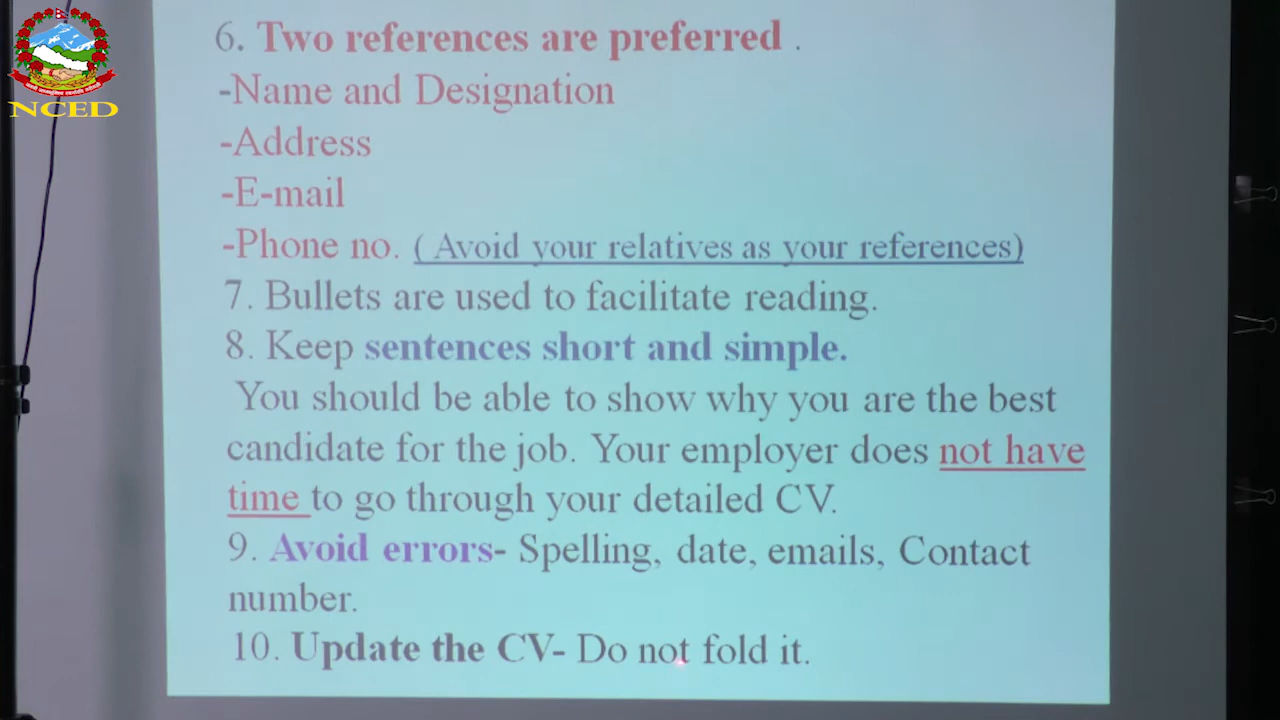 NCED
6. Two references are preferred .
-Name and Designation
-Address
-E-mail
-Phone no. ( Avoid your relatives as your references)
7. Bullets are used to facilitate reading.
8. Keep sentences short and simple.
You should be able to show why you are the best
candidate for the job. Your employer does not have
time to go through your detailed CV.
9. Avoid errors- Spelling, date, emails, Contact
number.
10. Update the CV- Do not fold it.